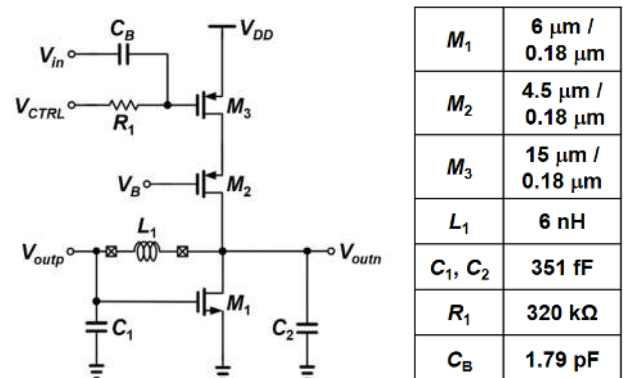 C_B
V_DD
V_in
V_CTRL
R_1
M_3
V_B
M_2
L_1
V_outp
V_outn
M_1
C_1
C_2
M_1 6 μm / 0.18 μm
M_2 4.5 μm / 0.18 μm
M_3 15 μm / 0.18 μm
L_1 6 nH
C_1, C_2 351 fF
R_1 320 kΩ
C_B 1.79 pF